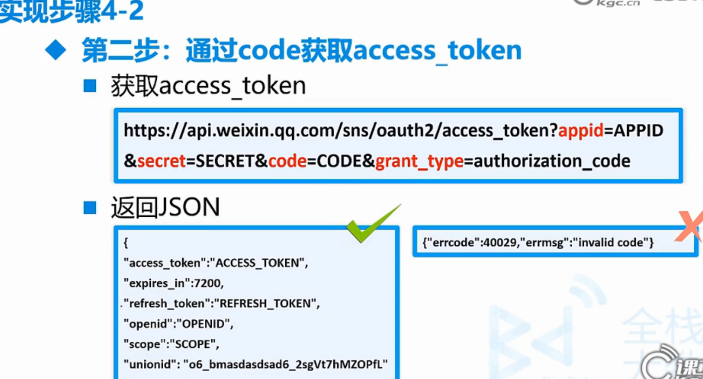 kgc.cn
实现步骤4-2
第二步：通过code获取access_token
获取access_token
https://api.weixin.qq.com/sns/oauth2/access_token?appid=APPID
&secret=SECRET&code=CODE&grant_type=authorization_code
返回JSON
{
"access_token":"ACCESS_TOKEN",
"expires_in":7200,
"refresh_token":"REFRESH_TOKEN",
"openid":"OPENID",
"scope":"SCOPE",
"unionid": "o6_bmasdasdsad6_2sgVt7hMZOPfL"
{"errcode":40029,"errmsg":"invalid code"}
全栈